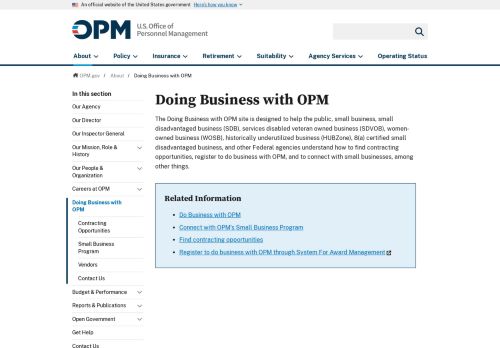 An official website of the United States government Here's how you know
OPM U.S. Office of
Personnel Management
About Policy Insurance Retirement Suitability Agency Services Operating Status
OPM.gov / About / Doing Business with OPM
In this section
Our Agency
Our Director
Our Inspector General
Our Mission, Role &
History
Our People &
Organization
Careers at OPM
Doing Business with
OPM
Contracting
Opportunities
Small Business
Program
Vendors
Contact Us
Budget & Performance
Reports & Publications
Open Government
Get Help
Contact Us
Doing Business with OPM
The Doing Business with OPM site is designed to help the public, small business, small
disadvantaged business (SDB), services disabled veteran owned business (SDVOB), women-
owned business (WOSB), historically underutilized business (HUBZone), 8(a) certified small
disadvantaged business, and other Federal agencies understand how to find contracting
opportunities, register to do business with OPM, and to connect with small businesses, among
other things.
Related Information
Do Business with OPM
Connect with OPM's Small Business Program
Find contracting opportunities
Register to do business with OPM through System For Award Management